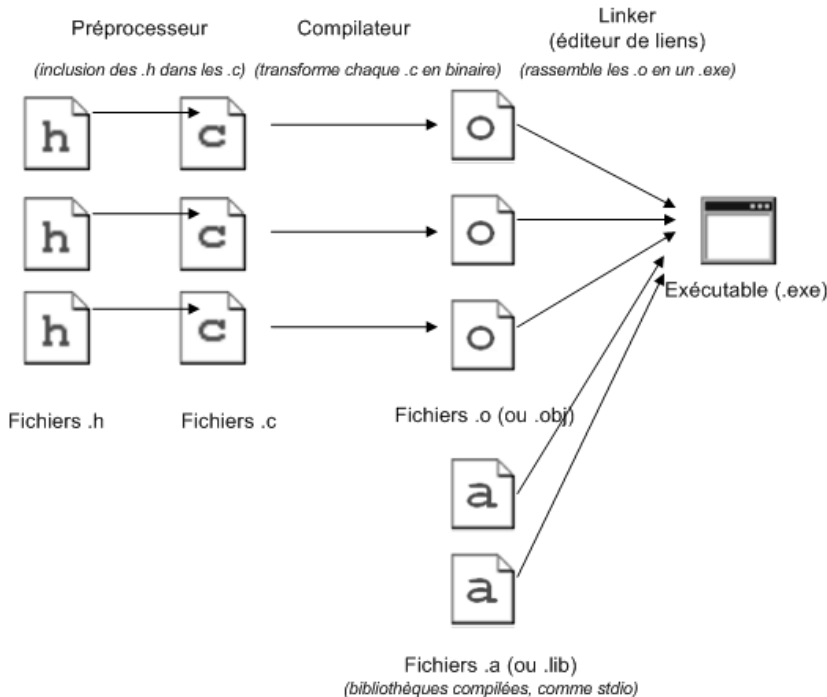 Préprocesseur
Compilateur
Linker
(éditeur de liens)
(inclusion des .h dans les .c)
(transforme chaque .c en binaire)
(rassemble les .o en un .exe)
h
c
o
h
c
o
h
c
o
Exécutable (.exe)
Fichiers .h
Fichiers .c
Fichiers .o (ou .obj)
a
a
Fichiers .a (ou .lib)
(bibliothèques compilées, comme stdio)